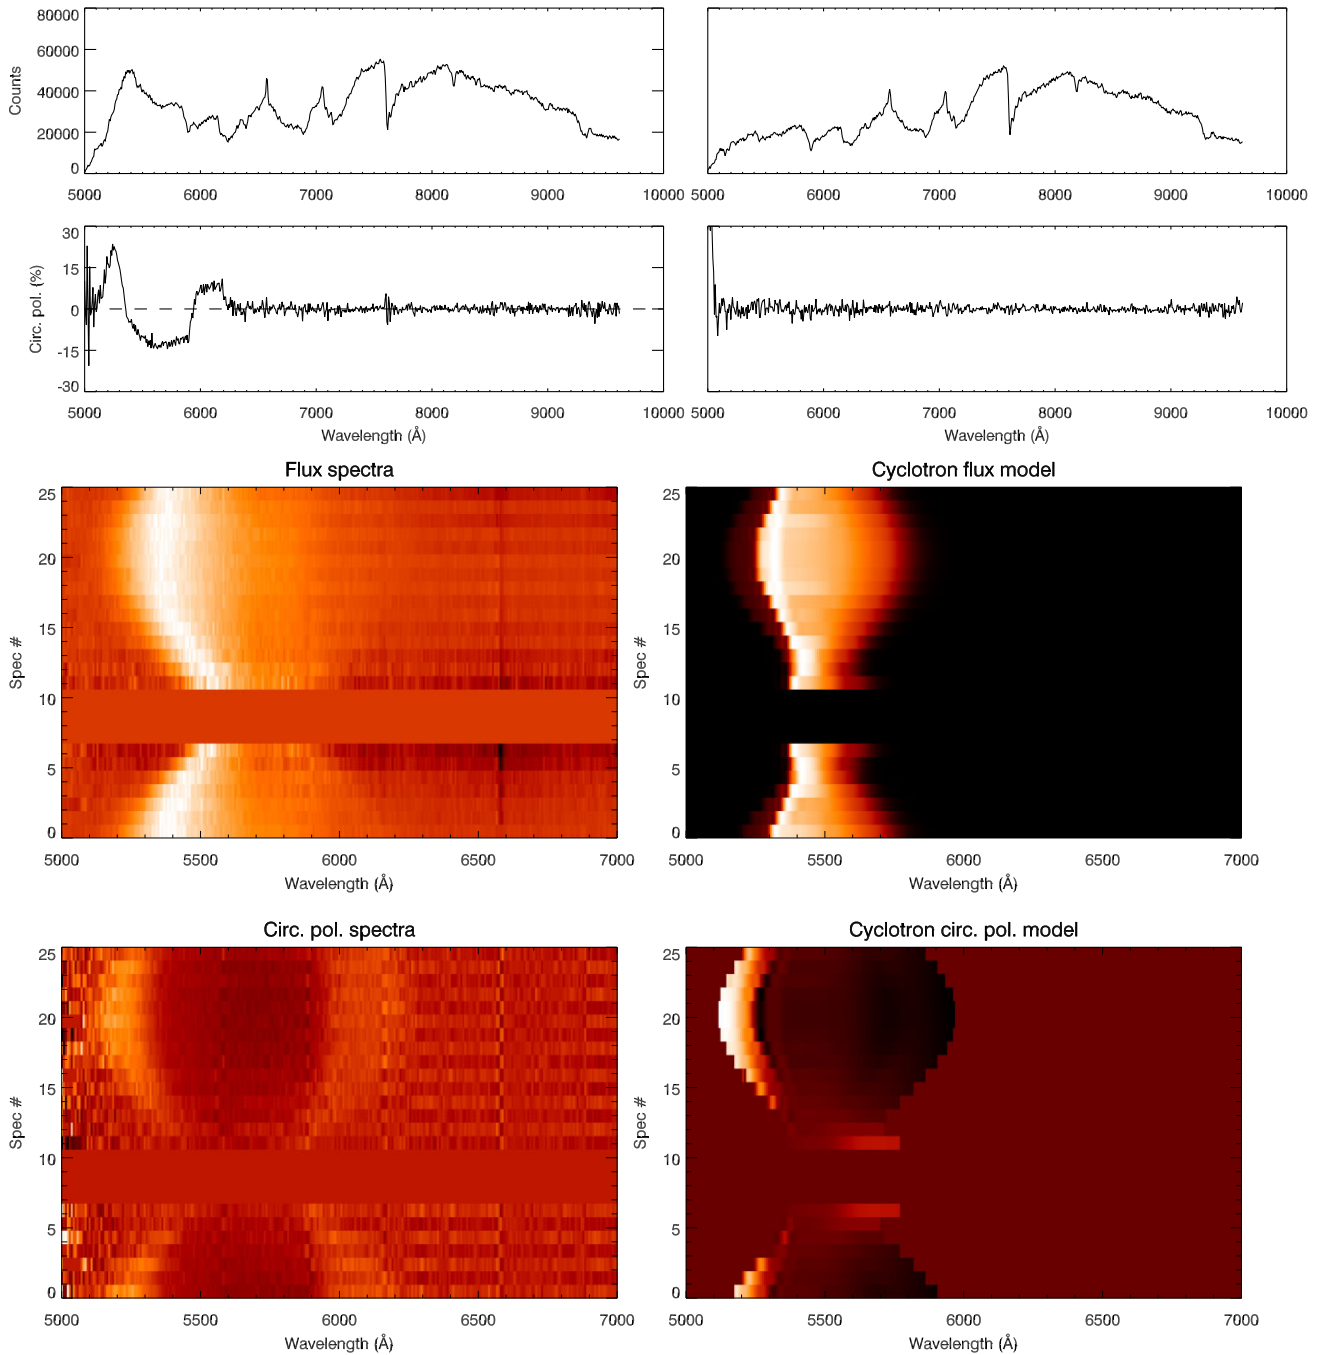 80000
60000
40000
20000
0
Counts
5000 6000 7000 8000 9000 10000
5000 6000 7000 8000 9000 10000
30
15
0
-15
-30
Circ. pol. (%)
5000 6000 7000 8000 9000 10000
5000 6000 7000 8000 9000 10000
Wavelength (Å)
Wavelength (Å)
Flux spectra
Cyclotron flux model
25
20
15
10
5
0
Spec #
25
20
15
10
5
0
Spec #
5000 5500 6000 6500 7000
5000 5500 6000 6500 7000
Wavelength (Å)
Wavelength (Å)
Circ. pol. spectra
Cyclotron circ. pol. model
25
20
15
10
5
0
Spec #
25
20
15
10
5
0
Spec #
5000 5500 6000 6500 7000
5000 5500 6000 6500 7000
Wavelength (Å)
Wavelength (Å)